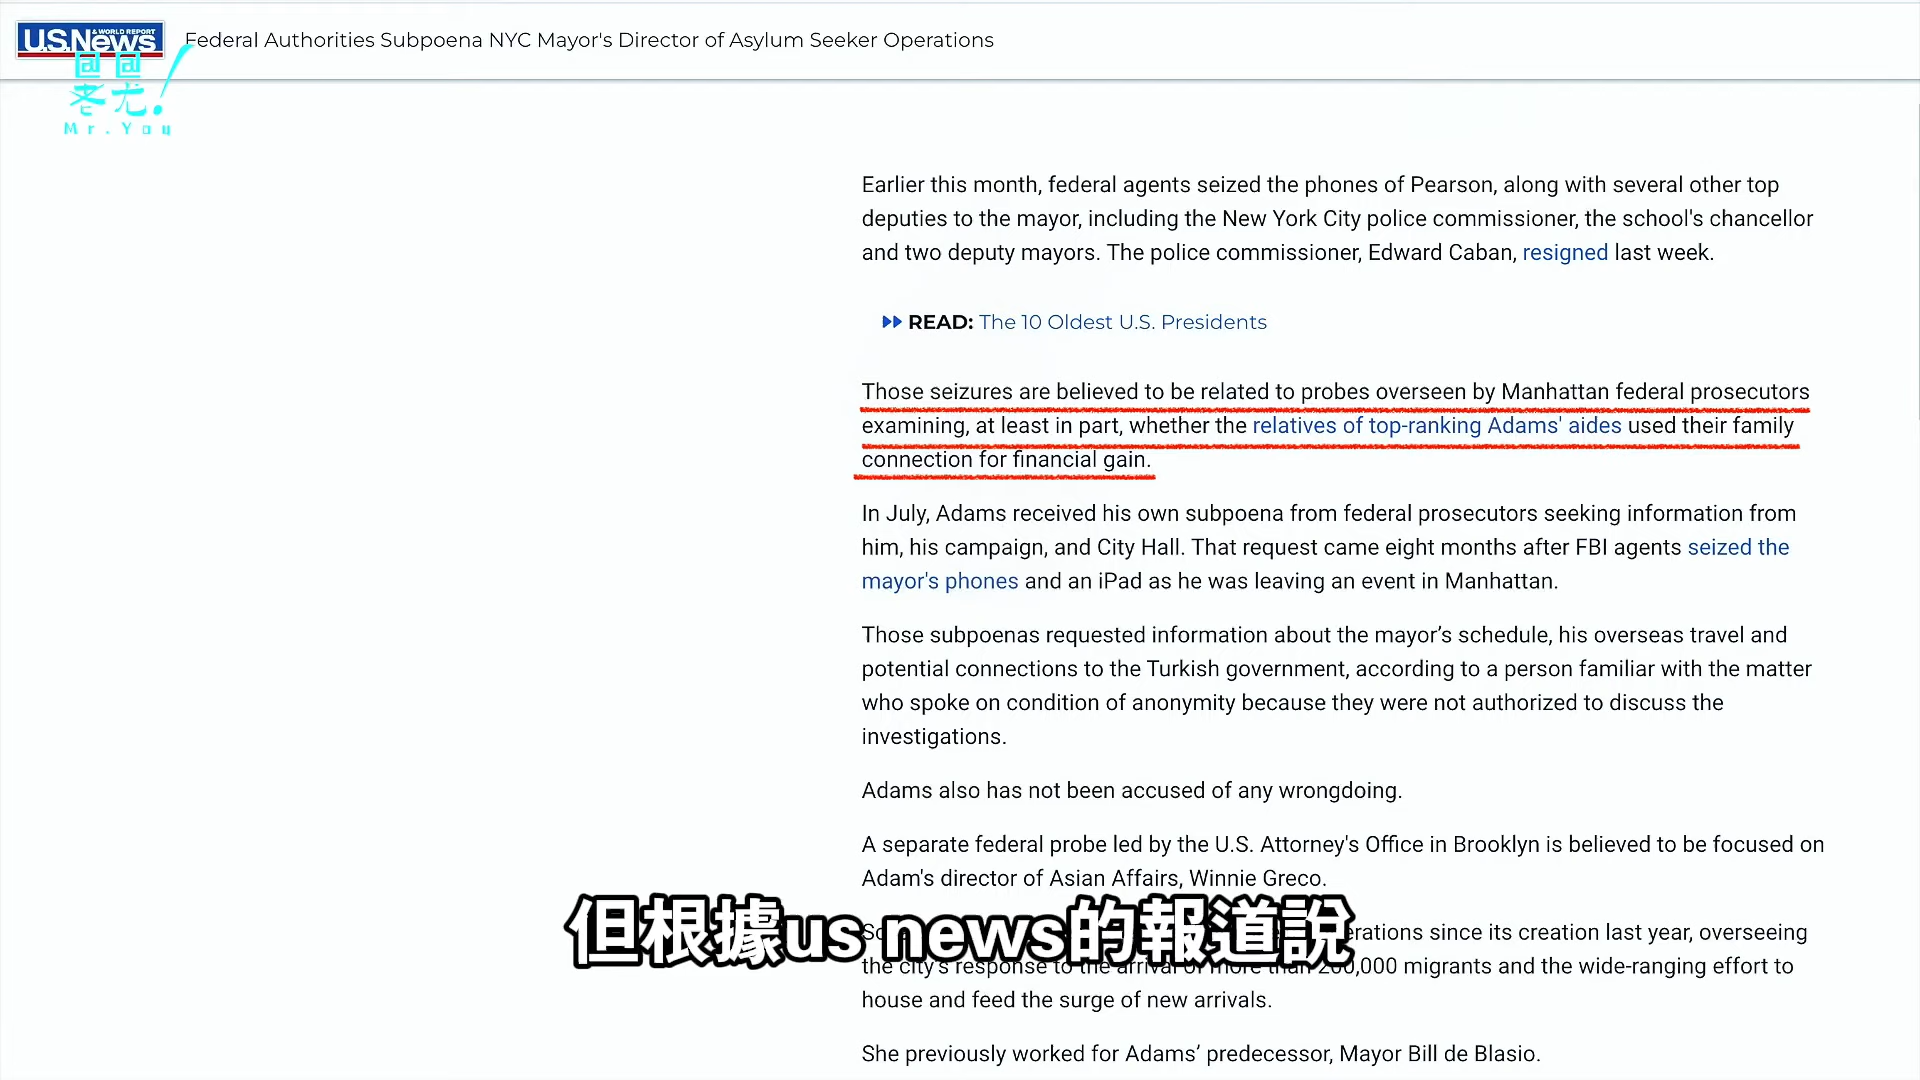 U.S.News
& WORLD REPORT
Federal Authorities Subpoena NYC Mayor's Director of Asylum Seeker Operations
老尤!
Mr.You
Earlier this month, federal agents seized the phones of Pearson, along with several other top
deputies to the mayor, including the New York City police commissioner, the school's chancellor
and two deputy mayors. The police commissioner, Edward Caban, resigned last week.
READ: The 10 Oldest U.S. Presidents
Those seizures are believed to be related to probes overseen by Manhattan federal prosecutors
examining, at least in part, whether the relatives of top-ranking Adams' aides used their family
connection for financial gain.
In July, Adams received his own subpoena from federal prosecutors seeking information from
him, his campaign, and City Hall. That request came eight months after FBI agents seized the
mayor's phones and an iPad as he was leaving an event in Manhattan.
Those subpoenas requested information about the mayor’s schedule, his overseas travel and
potential connections to the Turkish government, according to a person familiar with the matter
who spoke on condition of anonymity because they were not authorized to discuss the
investigations.
Adams also has not been accused of any wrongdoing.
A separate federal probe led by the U.S. Attorney's Office in Brooklyn is believed to be focused on
Adam's director of Asian Affairs, Winnie Greco.
但根據us news的報道說
since its creation last year, overseeing
the city's response to the arrival of more than 200,000 migrants and the wide-ranging effort to
house and feed the surge of new arrivals.
She previously worked for Adams’ predecessor, Mayor Bill de Blasio.